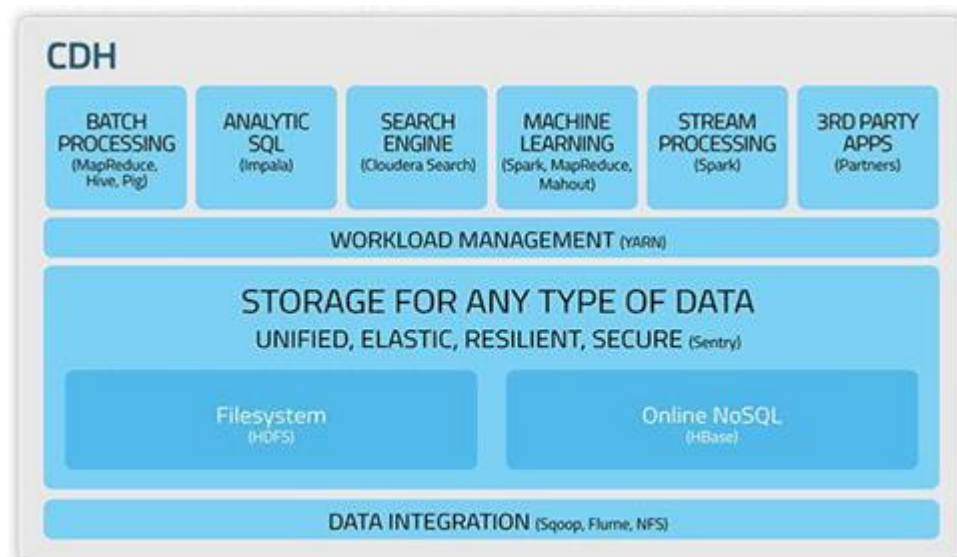 CDH
BATCH
PROCESSING
(MapReduce,
Hive, Pig)
ANALYTIC
SQL
(Impala)
SEARCH
ENGINE
(Cloudera Search)
MACHINE
LEARNING
(Spark, MapReduce,
Mahout)
STREAM
PROCESSING
(Spark)
3RD PARTY
APPS
(Partners)
WORKLOAD MANAGEMENT (YARN)
STORAGE FOR ANY TYPE OF DATA
UNIFIED, ELASTIC, RESILIENT, SECURE (Sentry)
Filesystem
(HDFS)
Online NoSQL
(HBase)
DATA INTEGRATION (Sqoop, Flume, NFS)